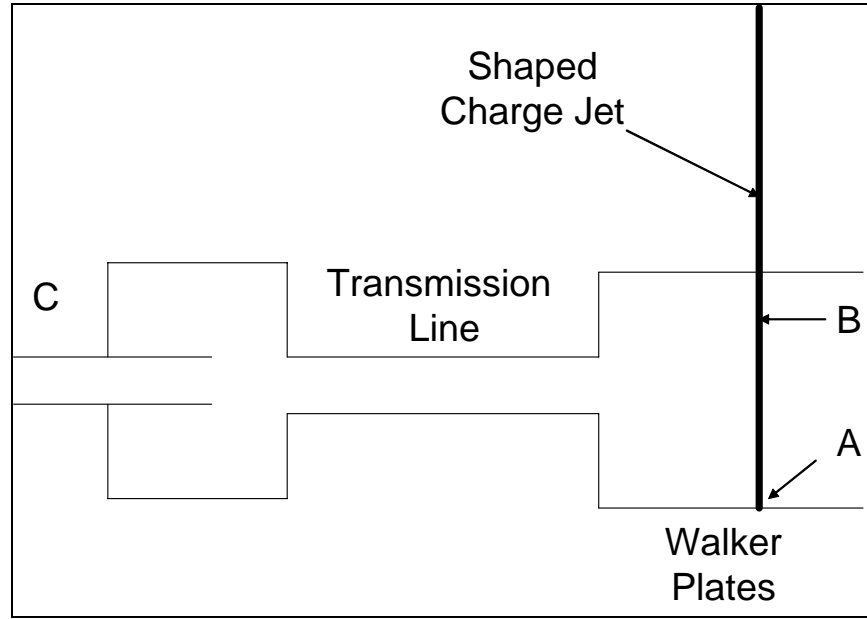 Shaped
Charge Jet
C
Transmission
Line
B
A
Walker
Plates